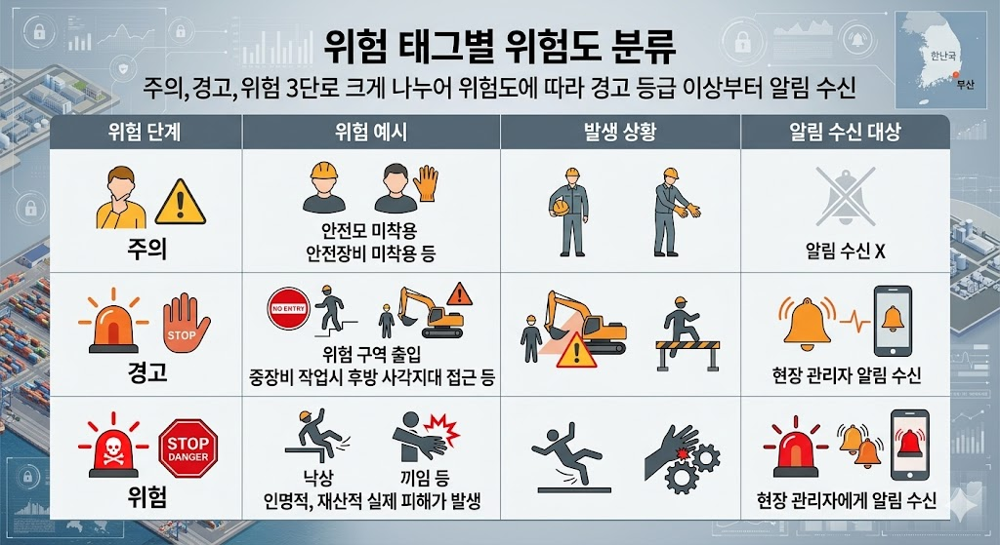 위험 태그별 위험도 분류
주의, 경고, 위험 3단로 크게 나누어 위험도에 따라 경고 등급 이상부터 알림 수신
한난국
부산
위험 단계
위험 예시
발생 상황
알림 수신 대상
주의
안전모 미착용
안전장비 미착용 등
알림 수신 X
STOP
경고
NO ENTRY
위험 구역 출입
중장비 작업시 후방 사각지대 접근 등
현장 관리자 알림 수신
STOP
DANGER
위험
낙상
끼임 등
인명적, 재산적 실제 피해가 발생
현장 관리자에게 알림 수신